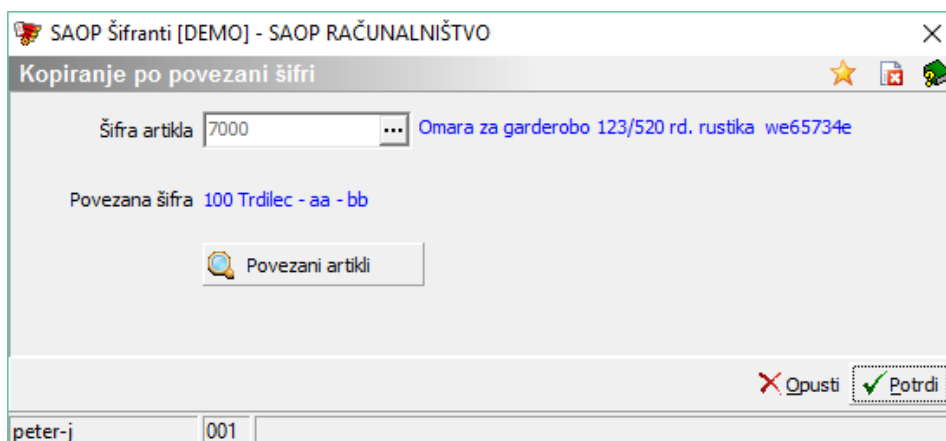 SAOP Šifranti [DEMO] - SAOP RAČUNALNIŠTVO
Kopiranje po povezani šifri
Šifra artikla 7000 ... Omara za garderobo 123/520 rd. rustika we65734e
Povezana šifra 100 Trdilec - aa - bb
Povezani artikli
Opusti Potrdi
peter-j 001